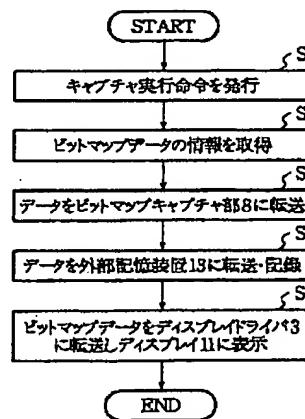 START
S
キャプチャ実行命令を発行
S
ビットマップデータの情報を取得
S
データをビットマップキャプチャ部8に転送
S
データを外部記憶装置13に転送・記録
S
ビットマップデータをディスプレイドライバ3
に転送しディスプレイ11に表示
END